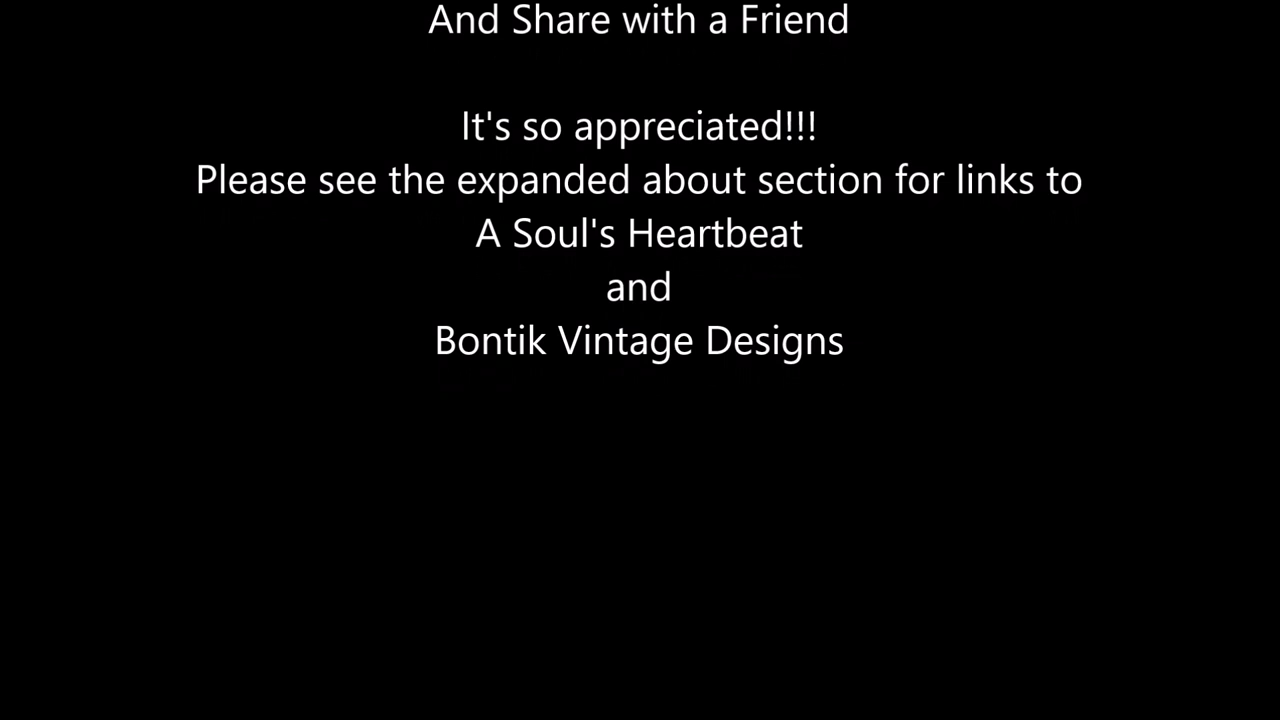 And Share with a Friend
It's so appreciated!!!
Please see the expanded about section for links to
A Soul's Heartbeat
and
Bontik Vintage Designs